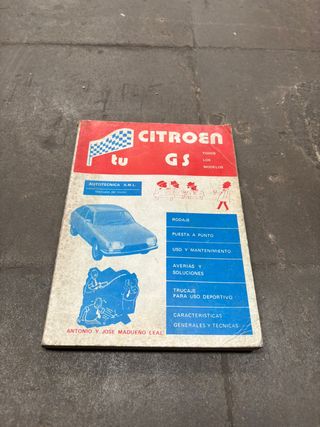 CITROEN
tu GS
TODOS
LOS
MODELOS
AUTOTECNICA H.M.L.
RODAJE
PUESTA A PUNTO
USO Y MANTENIMIENTO
AVERIAS Y
SOLUCIONES
TRUCAJE
PARA USO DEPORTIVO
CARACTERISTICAS
GENERALES Y TECNICAS
ANTONIO Y JOSE MADUEÑO LEAL